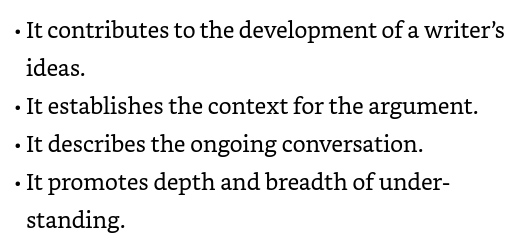 • It contributes to the development of a writer’s
ideas.
• It establishes the context for the argument.
• It describes the ongoing conversation.
• It promotes depth and breadth of under-
standing.